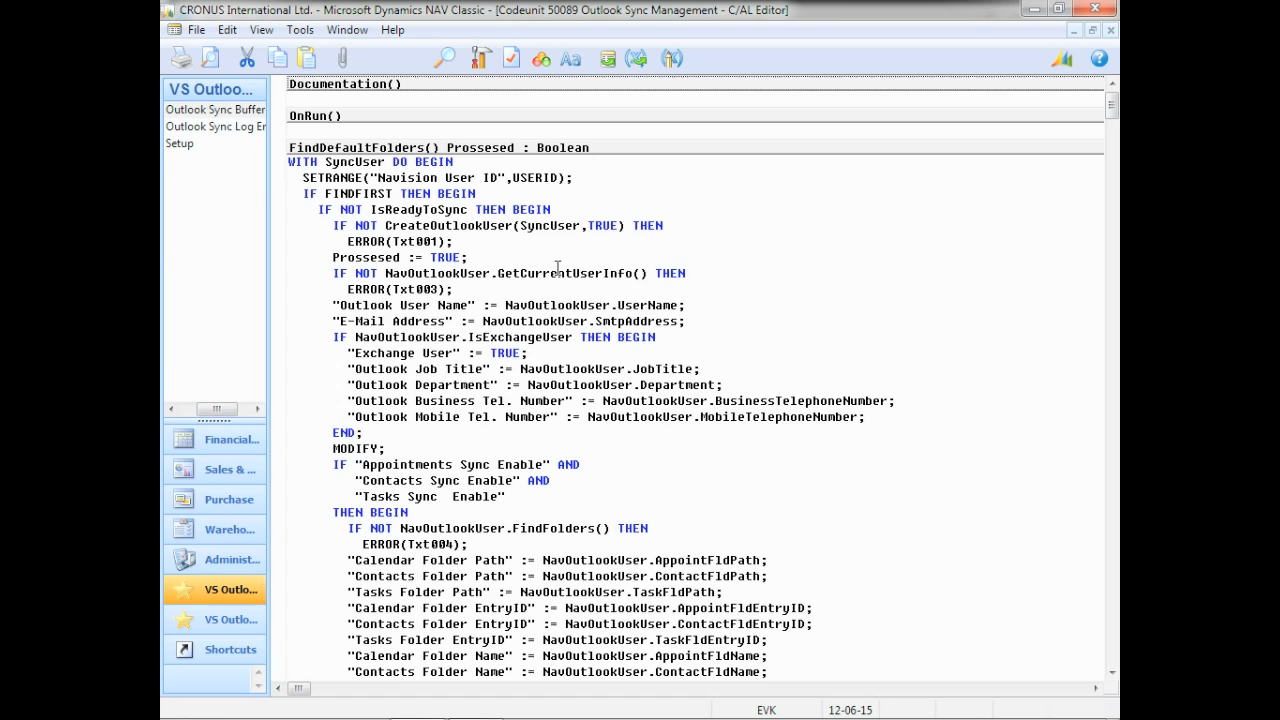 CRONUS International Ltd. - Microsoft Dynamics NAV Classic - [Codeunit 50089 Outlook Sync Management - C/AL Editor]
File Edit View Tools Window Help
VS Outloo...
Outlook Sync Buffer
Outlook Sync Log Er
Setup
Financial...
Sales & ...
Purchase
Wareho...
Administ...
VS Outlo...
VS Outlo...
Shortcuts
Documentation()
OnRun()
FindDefaultFolders() Prossesed : Boolean
WITH SyncUser DO BEGIN
SETRANGE("Navision User ID",USERID);
IF FINDFIRST THEN BEGIN
IF NOT IsReadyToSync THEN BEGIN
IF NOT CreateOutlookUser(SyncUser,TRUE) THEN
ERROR(Txt001);
Prossesed := TRUE;
IF NOT NavOutlookUser.GetCurrentUserInfo() THEN
ERROR(Txt003);
"Outlook User Name" := NavOutlookUser.UserName;
"E-Mail Address" := NavOutlookUser.SmtpAddress;
IF NavOutlookUser.IsExchangeUser THEN BEGIN
"Exchange User" := TRUE;
"Outlook Job Title" := NavOutlookUser.JobTitle;
"Outlook Department" := NavOutlookUser.Department;
"Outlook Business Tel. Number" := NavOutlookUser.BusinessTelephoneNumber;
"Outlook Mobile Tel. Number" := NavOutlookUser.MobileTelephoneNumber;
END;
MODIFY;
IF "Appointments Sync Enable" AND
"Contacts Sync Enable" AND
"Tasks Sync  Enable"
THEN BEGIN
IF NOT NavOutlookUser.FindFolders() THEN
ERROR(Txt004);
"Calendar Folder Path" := NavOutlookUser.AppointFldPath;
"Contacts Folder Path" := NavOutlookUser.ContactFldPath;
"Tasks Folder Path" := NavOutlookUser.TaskFldPath;
"Calendar Folder EntryID" := NavOutlookUser.AppointFldEntryID;
"Contacts Folder EntryID" := NavOutlookUser.ContactFldEntryID;
"Tasks Folder EntryID" := NavOutlookUser.TaskFldEntryID;
"Calendar Folder Name" := NavOutlookUser.AppointFldName;
"Contacts Folder Name" := NavOutlookUser.ContactFldName;
EVK 12-06-15